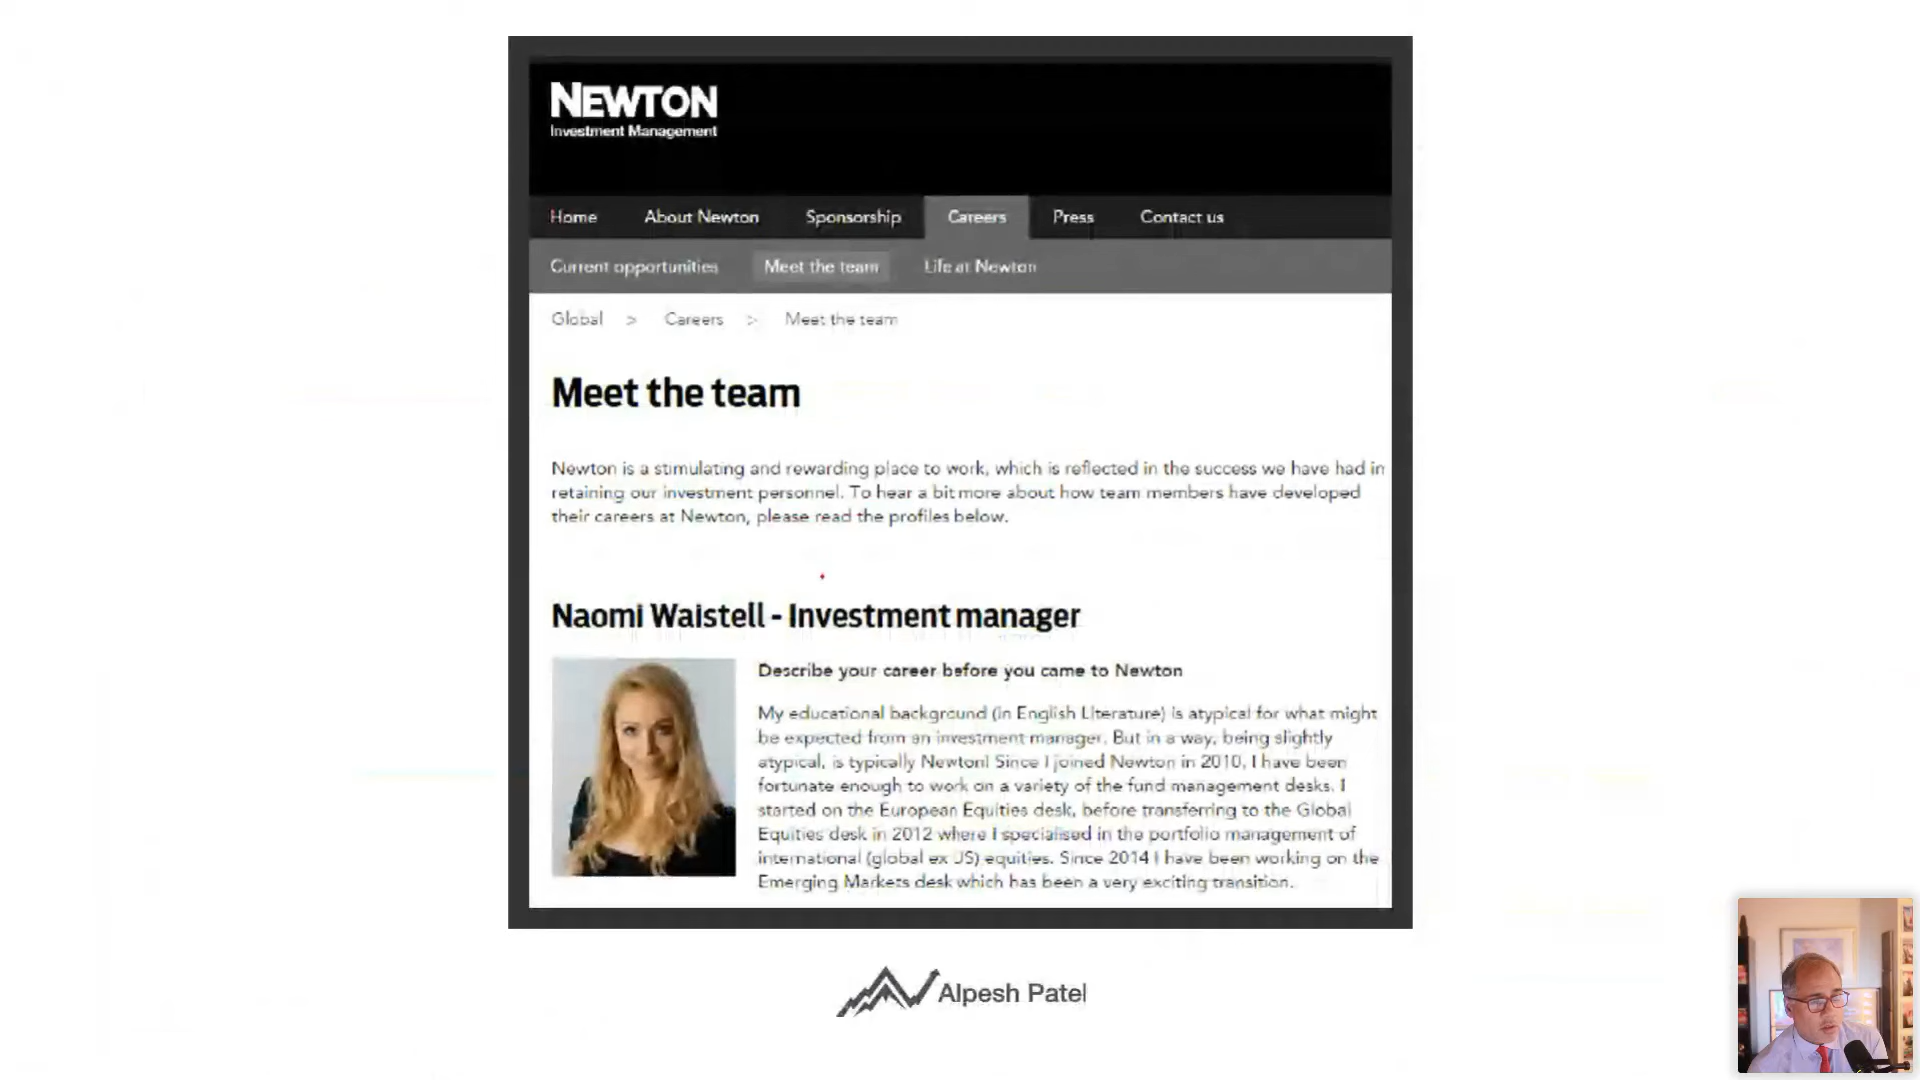 NEWTON
Investment Management
Home About Newton Sponsorship Careers Press Contact us
Current opportunities Meet the team Life at Newton
Global > Careers > Meet the team
Meet the team
Newton is a stimulating and rewarding place to work, which is reflected in the success we have had in
retaining our investment personnel. To hear a bit more about how team members have developed
their careers at Newton, please read the profiles below.
Naomi Waistell - Investment manager
Describe your career before you came to Newton
My educational background (in English Literature) is atypical for what might
be expected from an investment manager. But in a way, being slightly
atypical, is typically Newton! Since I joined Newton in 2010, I have been
fortunate enough to work on a variety of the fund management desks. I
started on the European Equities desk, before transferring to the Global
Equities desk in 2012 where I specialised in the portfolio management of
international (global ex US) equities. Since 2014 I have been working on the
Emerging Markets desk which has been a very exciting transition.
Alpesh Patel